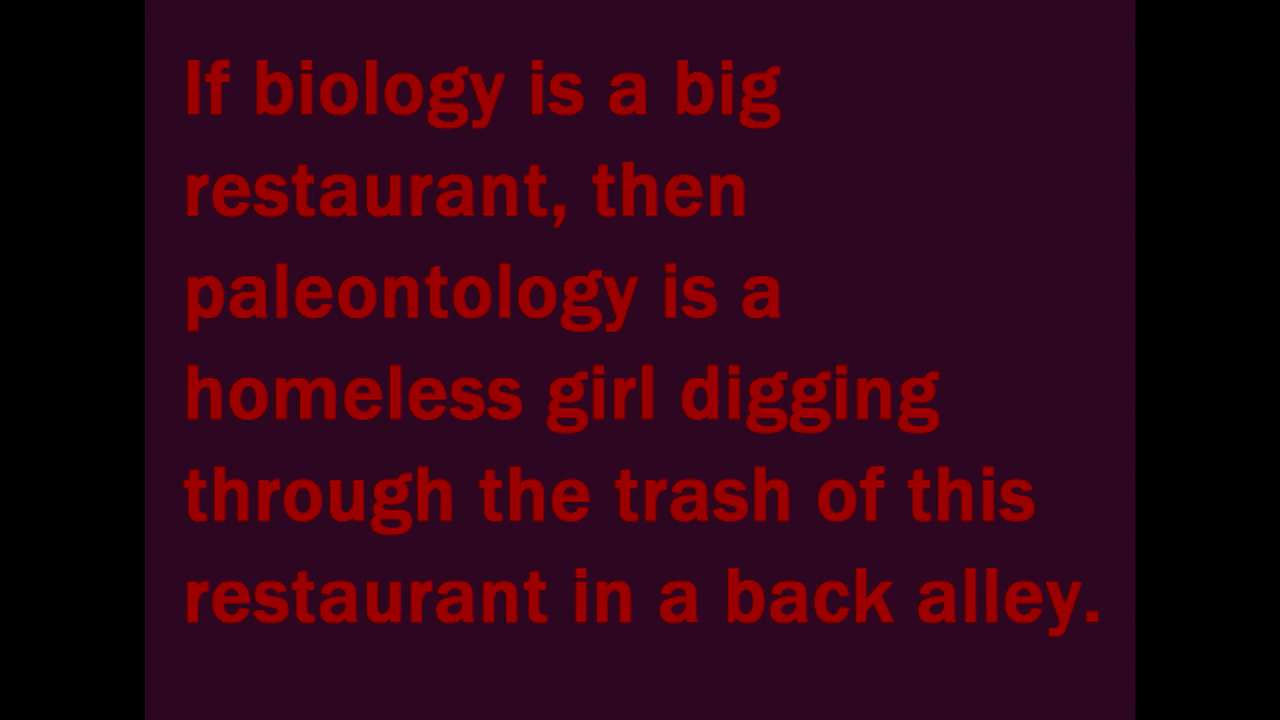 If biology is a big
restaurant, then
paleontology is a
homeless girl digging
through the trash of this
restaurant in a back alley.